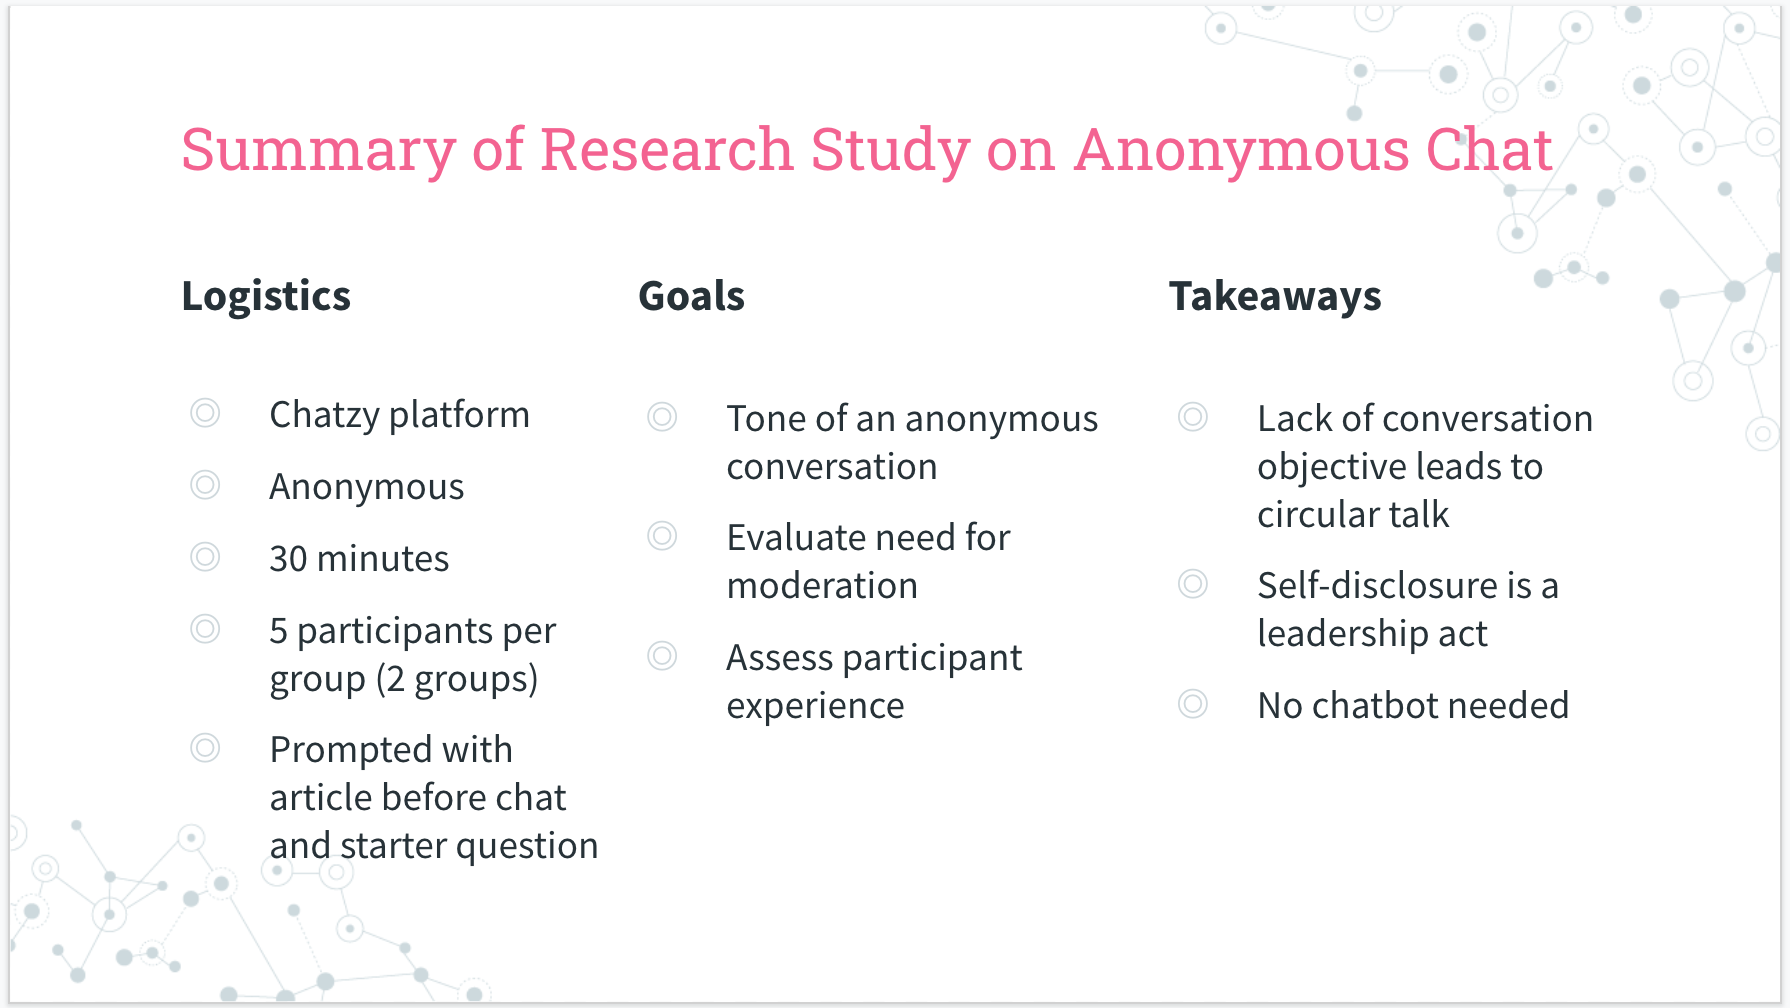 Summary of Research Study on Anonymous Chat
Logistics
Chatzy platform
Anonymous
30 minutes
5 participants per
group (2 groups)
Prompted with
article before chat
and starter question
Goals
Tone of an anonymous
conversation
Evaluate need for
moderation
Assess participant
experience
Takeaways
Lack of conversation
objective leads to
circular talk
Self-disclosure is a
leadership act
No chatbot needed